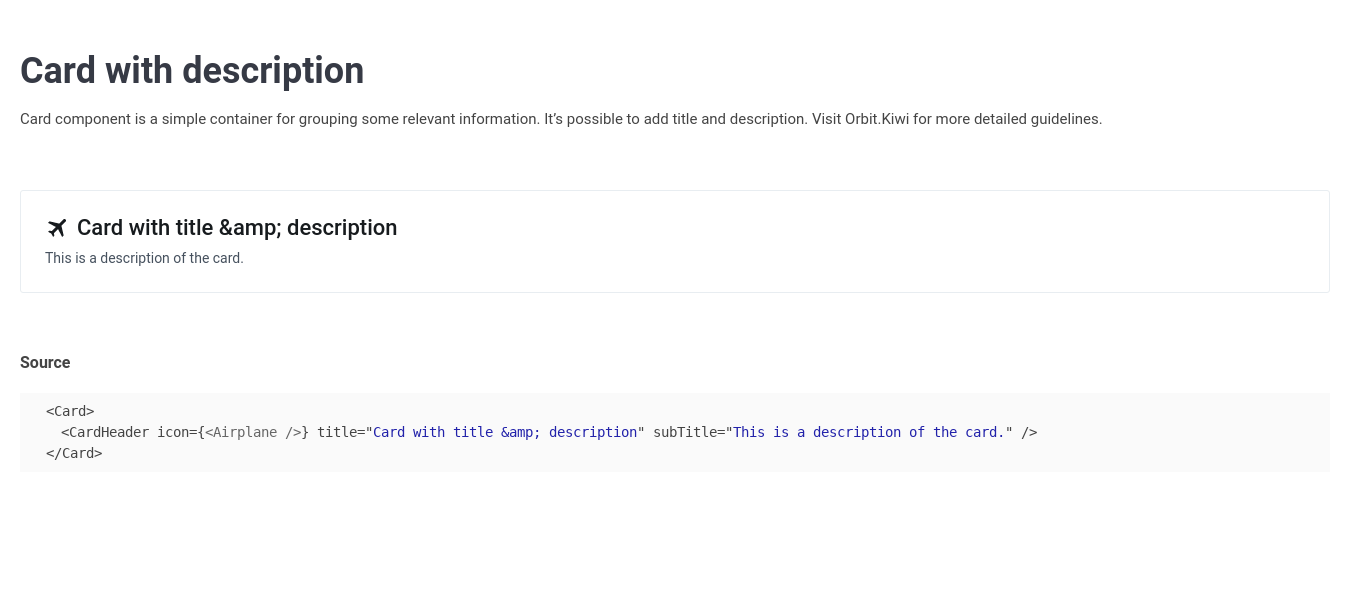 Card with description
Card component is a simple container for grouping some relevant information. It’s possible to add title and description. Visit Orbit.Kiwi for more detailed guidelines.
Card with title &amp; description
This is a description of the card.
Source
<Card>
<CardHeader icon={<Airplane />} title="Card with title &amp; description" subTitle="This is a description of the card." />
</Card>